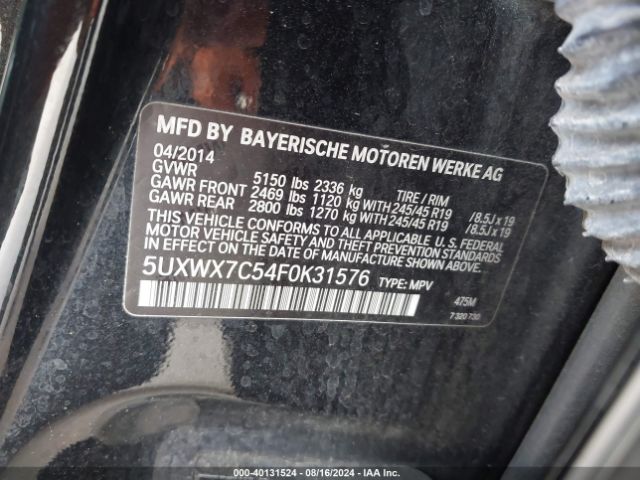 MFD BY BAYERISCHE MOTOREN WERKE AG
04/2014
GVWR 5150 lbs 2336 kg TIRE / RIM
GAWR FRONT 2469 lbs 1120 kg WITH 245/45 R19 /8.5J x 19
GAWR REAR 2800 lbs 1270 kg WITH 245/45 R19 /8.5J x 19
THIS VEHICLE CONFORMS TO ALL APPLICABLE U. S. FEDERAL
MOTOR VEHICLE SAFETY AND THEFT PREVENTION STANDARDS
IN EFFECT ON THE DATE OF MANUFACTURE SHOWN ABOVE.
5UXWX7C54F0K31576 TYPE: MPV
475M
7 320 730
000-40131524 | 08/16/2024 | IAA, Inc.